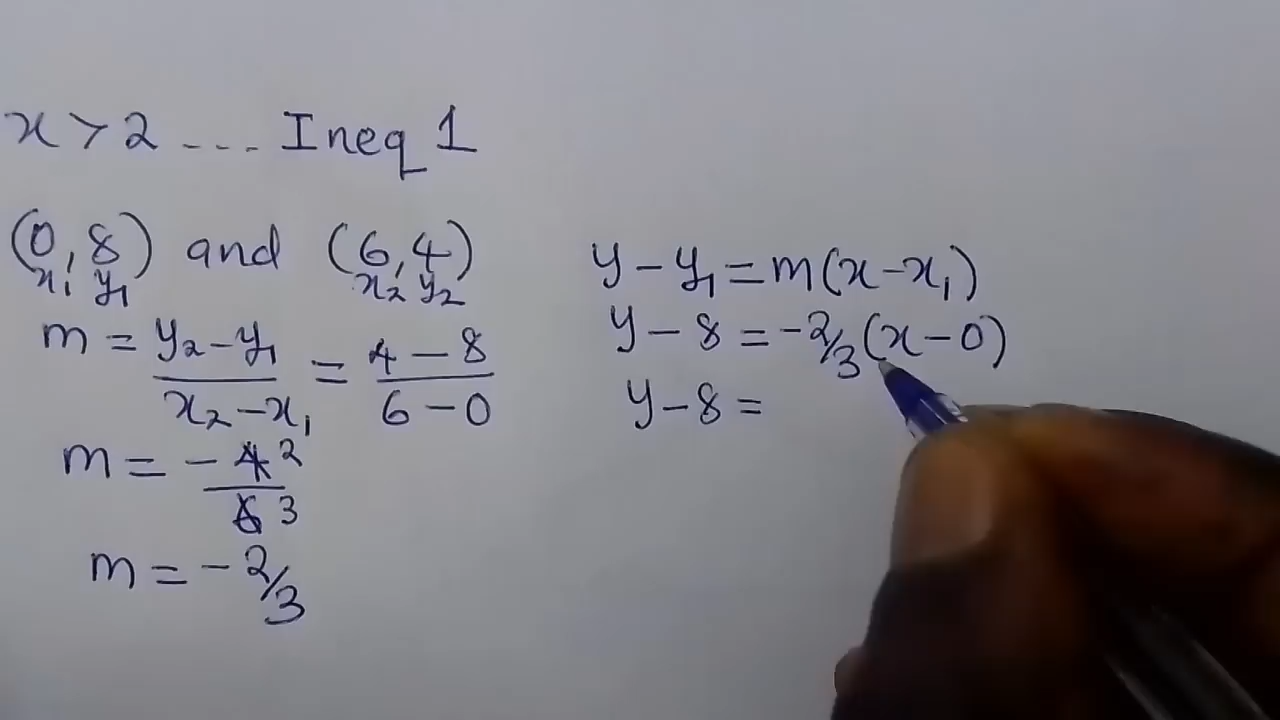 x > 2 ... Ineq 1
(0, 8) and (6, 4)
x₁ y₁ x₂ y₂
m = y₂ - y₁ / x₂ - x₁ = 4 - 8 / 6 - 0
m = - 4 2 / 6 3
m = - 2/3
y - y₁ = m(x - x₁)
y - 8 = -2/3(x - 0)
y - 8 =